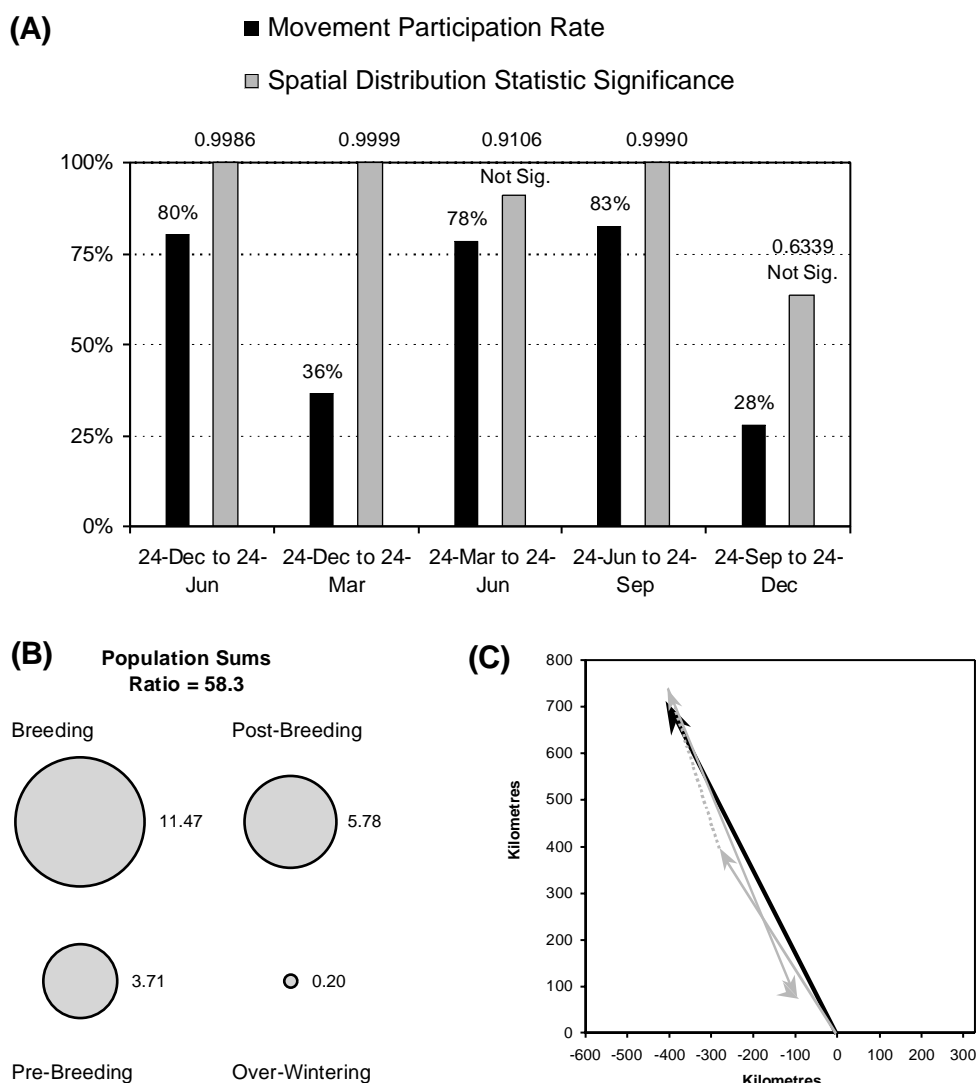 (A)
Movement Participation Rate
Spatial Distribution Statistic Significance
0.9986 0.9999 0.9106 0.9990
100%
Not Sig.
80% 78% 83%
75%
0.6339
Not Sig.
50%
36%
28%
25%
0%
24-Dec to 24- 24-Dec to 24- 24-Mar to 24- 24-Jun to 24- 24-Sep to 24-
Jun Mar Jun Sep Dec
(B)
Population Sums
Ratio = 58.3
Breeding Post-Breeding
11.47 5.78
3.71 0.20
Pre-Breeding Over-Wintering
(C)
800
700
600
500
400
300
200
100
0
Kilometres
-600 -500 -400 -300 -200 -100 0 100 200 300
Kilometres